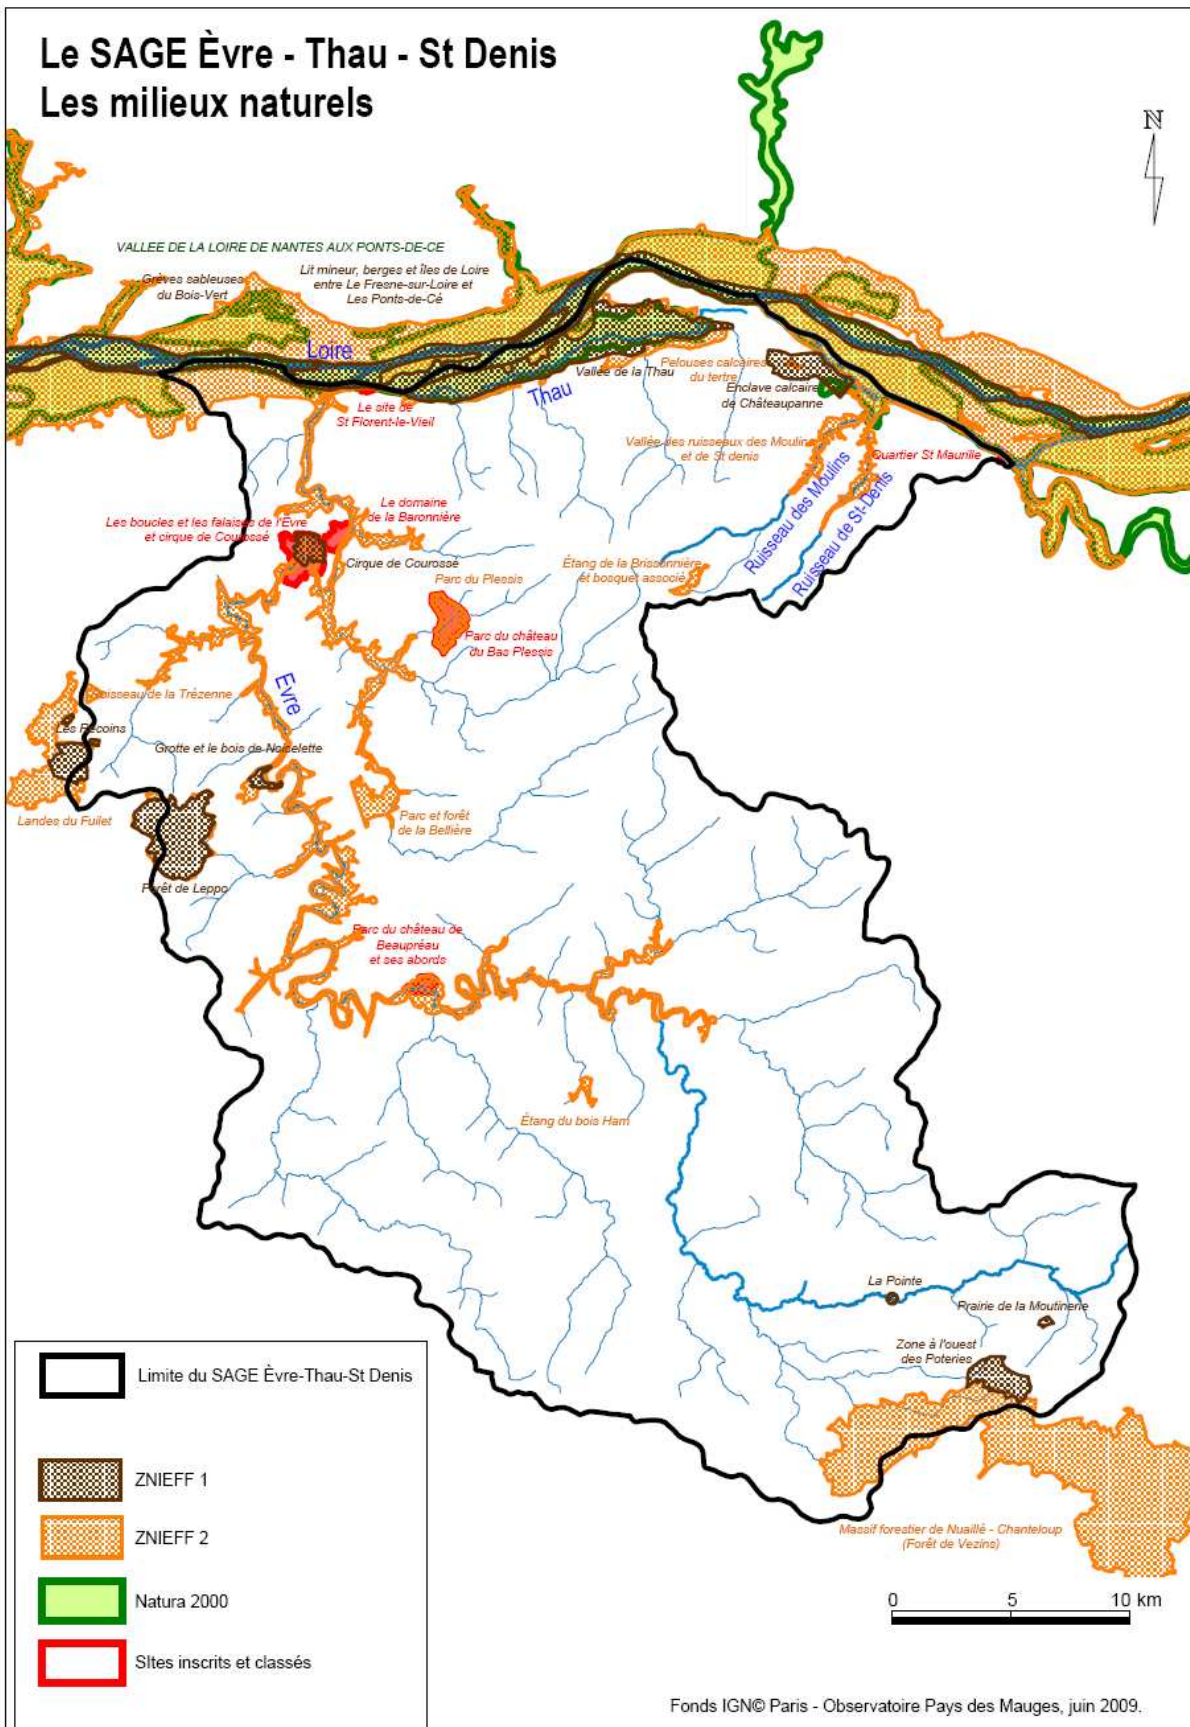 Le SAGE Èvre - Thau - St Denis
Les milieux naturels
N
VALLEE DE LA LOIRE DE NANTES AUX PONTS-DE-CE
Grèves sableuses
du Bois-Vert
Lit mineur, berges et îles de Loire
entre Le Fresne-sur-Loire et
Les Ponts-de-Cé
Loire
Thau
Vallée de la Thau
Pelouses calcaires
du tertre
Enclave calcaire
de Châteaupanne
Le site de
St Florent-le-Vieil
Vallée des ruisseaux des Moulins
et de St denis
Quartier St Maurille
Ruisseau des Moulins
Ruisseau de St-Denis
Le domaine
de la Baronnière
Les boucles et les falaises de l'Evre
et cirque de Courossé
Cirque de Courossé
Étang de la Brissonnière
et bosquet associé
Parc du Plessis
Parc du château
du Bas Plessis
Evre
Ruisseau de la Trézenne
Les Recoins
Grotte et le bois de Noiselette
Landes du Fuilet
Parc et forêt
de la Bellière
Forêt de Leppo
Parc du château de
Beaupréau
et ses abords
Étang du bois Ham
La Pointe
Prairie de la Moutinerie
Zone à l'ouest
des Poteries
Massif forestier de Nuaillé - Chanteloup
(Forêt de Vezins)
Limite du SAGE Èvre-Thau-St Denis
ZNIEFF 1
ZNIEFF 2
Natura 2000
SItes inscrits et classés
0 5 10 km
Fonds IGN© Paris - Observatoire Pays des Mauges, juin 2009.